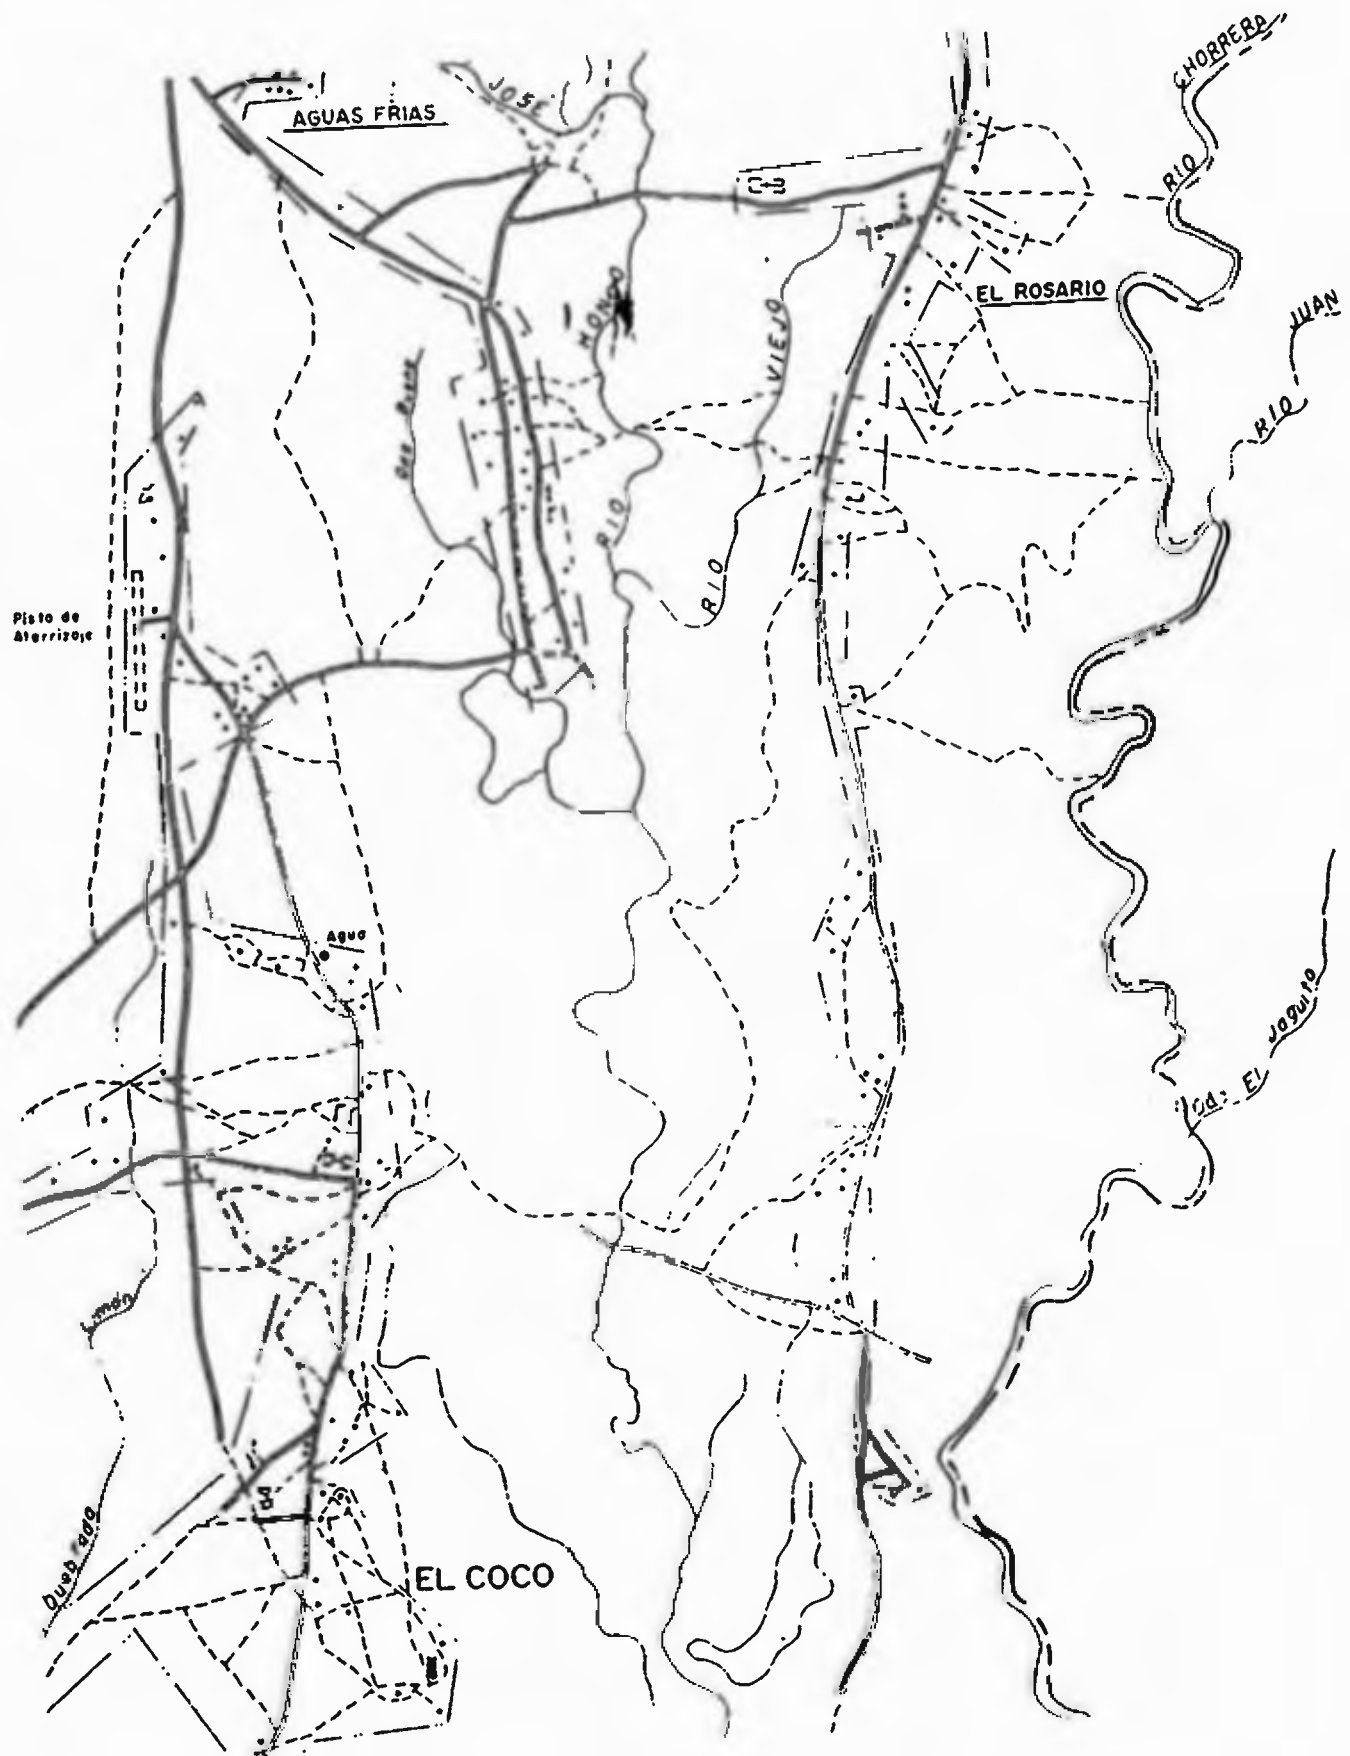 RIO CHORRERA
JOSE
AGUAS FRIAS
EL ROSARIO
RIO JUAN
RIO HONDO
RIO VIEJO
Pista de
Aterrizaje
Agua
Qda. El Jaguito
Limón
Quebrada
EL COCO